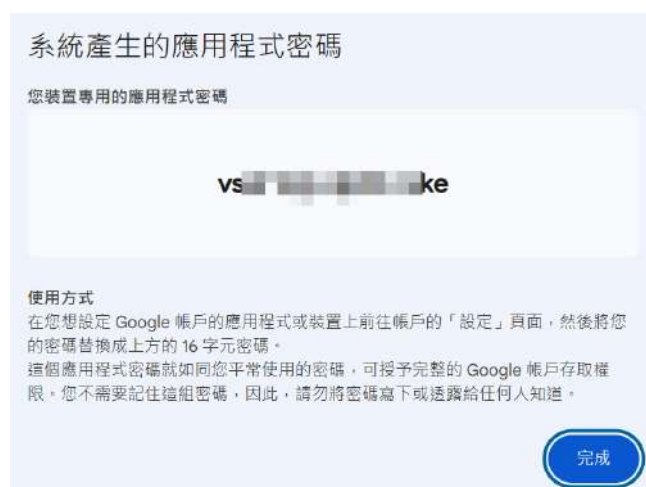 系統產生的應用程式密碼
您裝置專用的應用程式密碼
vs ke
使用方式
在您想設定 Google 帳戶的應用程式或裝置上前往帳戶的「設定」頁面，然後將您
的密碼替換成上方的 16 字元密碼。
這個應用程式密碼就如同您平常使用的密碼，可授予完整的 Google 帳戶存取權
限。您不需要記住這組密碼，因此，請勿將密碼寫下或透露給任何人知道。
完成